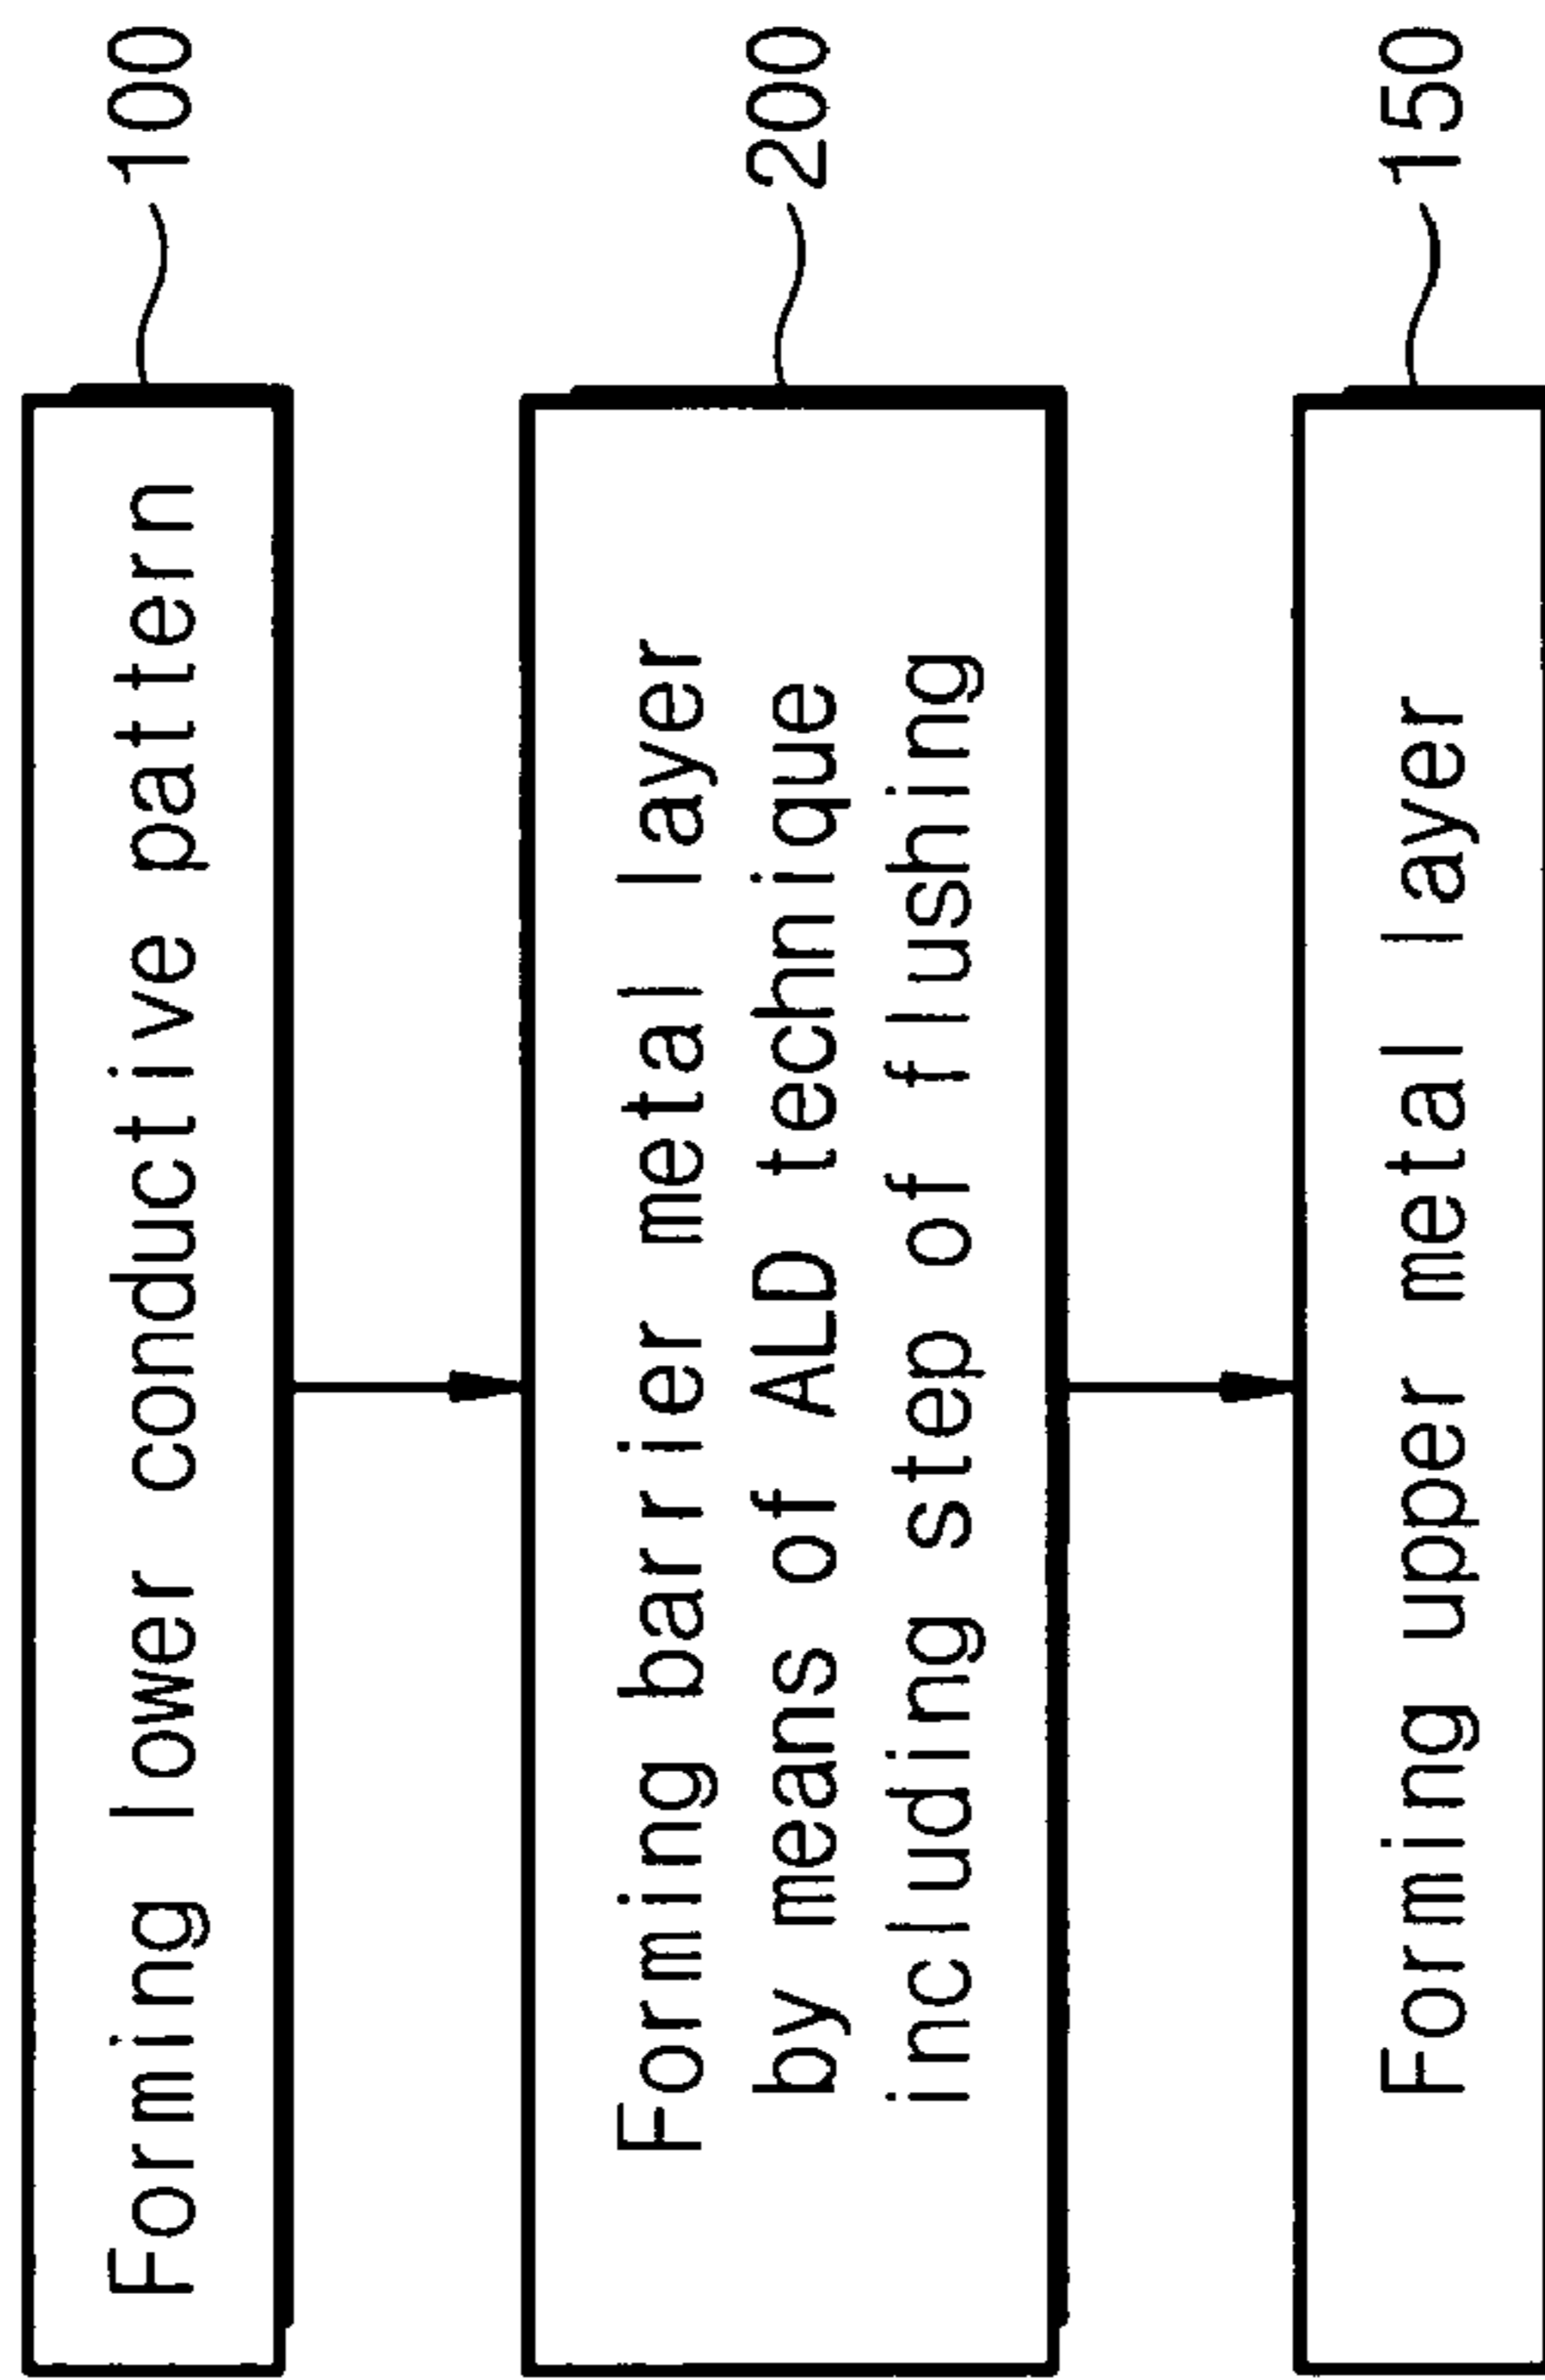 Forming lower conductive pattern
100
Forming barrier metal layer
by means of ALD technique
including step of flushing
200
Forming upper metal layer
150